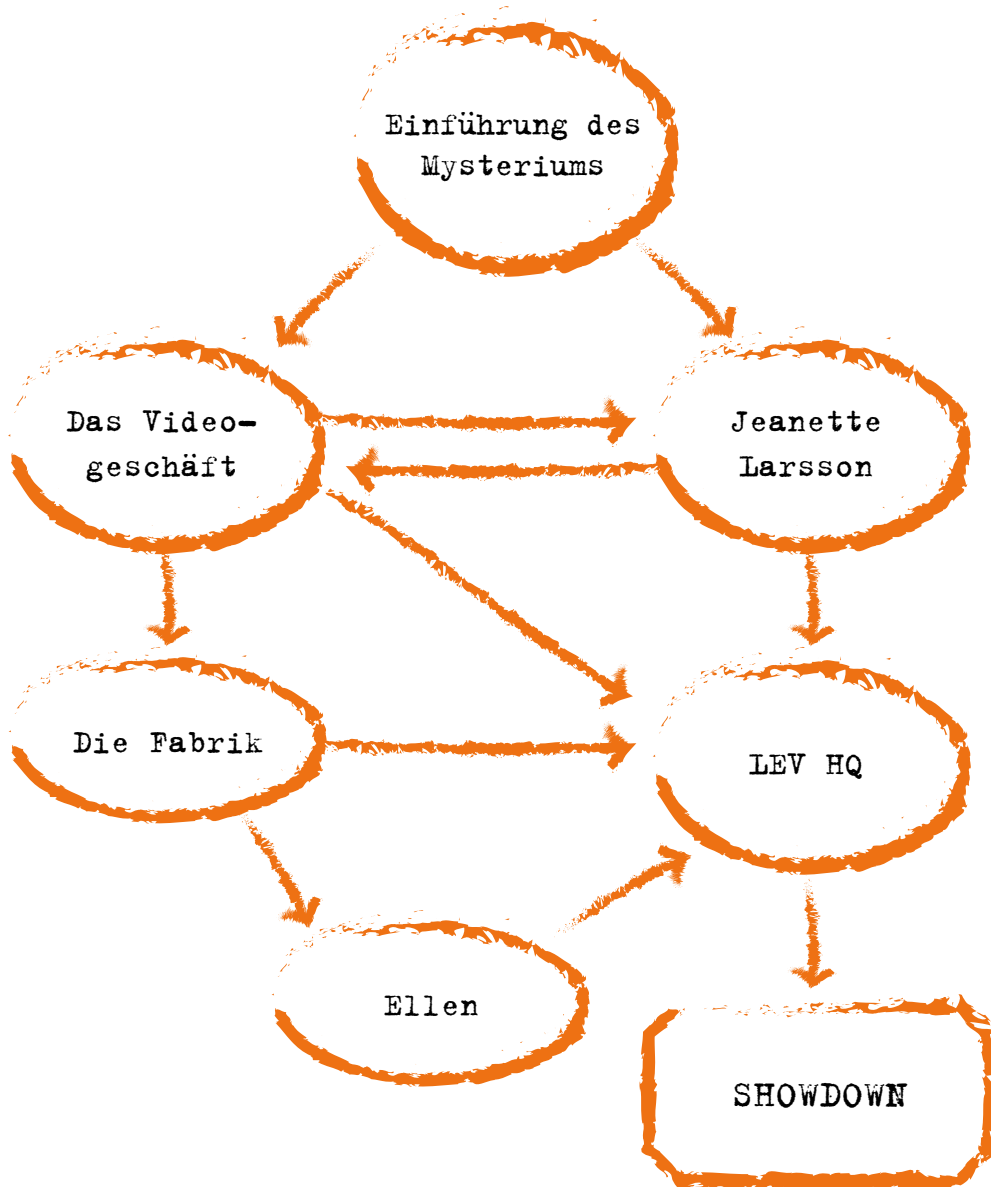 Einführung des
Mysteriums
Das Video-
geschäft
Jeanette
Larsson
Die Fabrik
LEV HQ
Ellen
SHOWDOWN